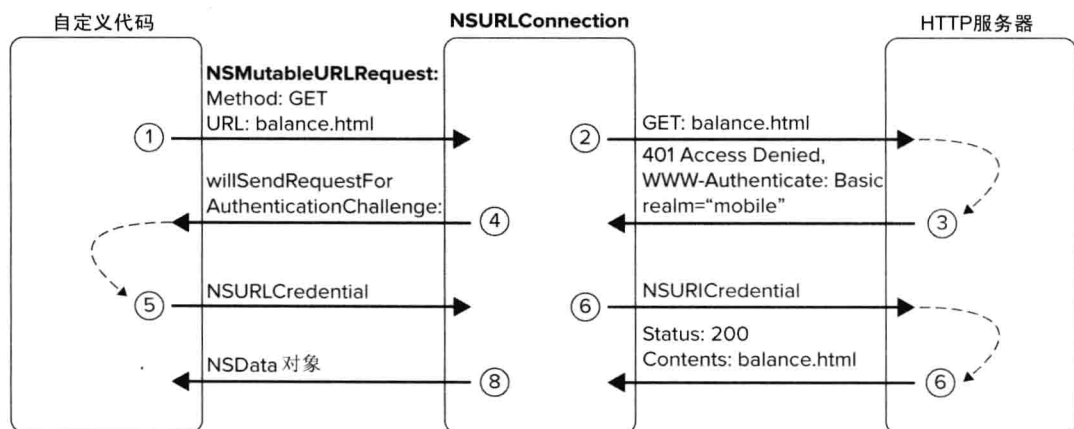 自定义代码
NSURLConnection
HTTP服务器
NSMutableURLRequest:
Method: GET
URL: balance.html
①
②
GET: balance.html
401 Access Denied,
WWW-Authenticate: Basic
realm=“mobile”
③
willSendRequestFor
AuthenticationChallenge:
④
⑤
NSURLCredential
⑥
NSURICredential
Status: 200
Contents: balance.html
⑥
NSData 对象
⑧